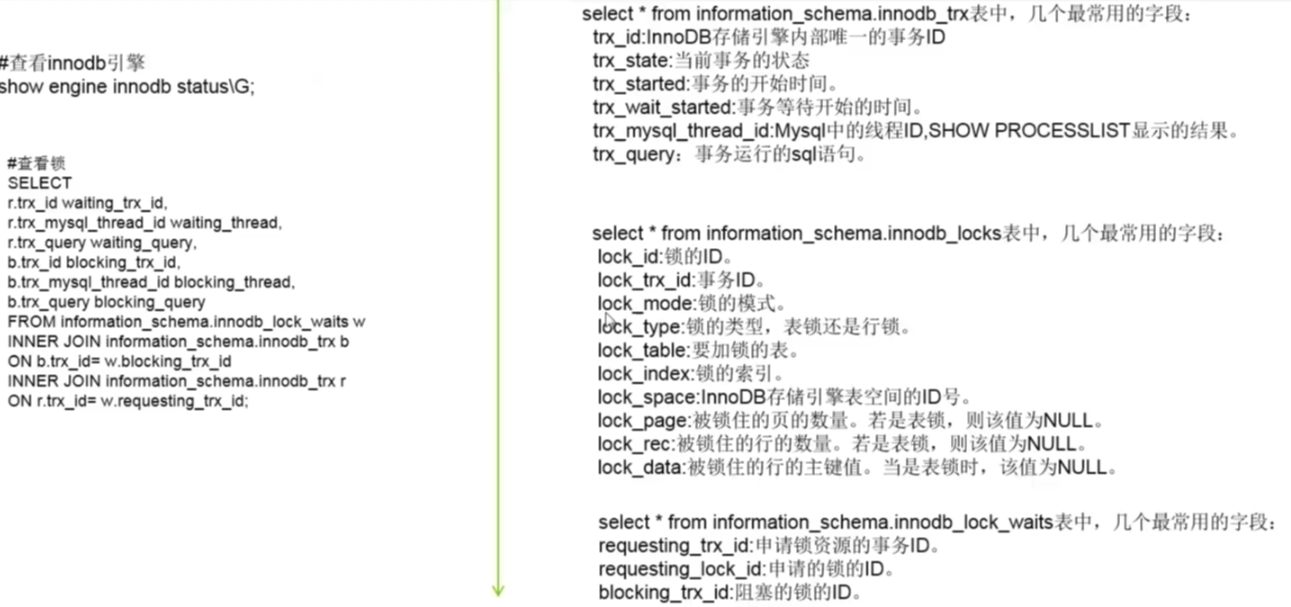 #查看innodb引擎
show engine innodb status\G;
#查看锁
SELECT
r.trx_id waiting_trx_id,
r.trx_mysql_thread_id waiting_thread,
r.trx_query waiting_query,
b.trx_id blocking_trx_id,
b.trx_mysql_thread_id blocking_thread,
b.trx_query blocking_query
FROM information_schema.innodb_lock_waits w
INNER JOIN information_schema.innodb_trx b
ON b.trx_id= w.blocking_trx_id
INNER JOIN information_schema.innodb_trx r
ON r.trx_id= w.requesting_trx_id;
select * from information_schema.innodb_trx表中，几个最常用的字段：
trx_id:InnoDB存储引擎内部唯一的事务ID
trx_state:当前事务的状态
trx_started:事务的开始时间。
trx_wait_started:事务等待开始的时间。
trx_mysql_thread_id:Mysql中的线程ID,SHOW PROCESSLIST显示的结果。
trx_query：事务运行的sql语句。
select * from information_schema.innodb_locks表中，几个最常用的字段：
lock_id:锁的ID。
lock_trx_id:事务ID。
lock_mode:锁的模式。
lock_type:锁的类型，表锁还是行锁。
lock_table:要加锁的表。
lock_index:锁的索引。
lock_space:InnoDB存储引擎表空间的ID号。
lock_page:被锁住的页的数量。若是表锁，则该值为NULL。
lock_rec:被锁住的行的数量。若是表锁，则该值为NULL。
lock_data:被锁住的行的主键值。当是表锁时，该值为NULL。
select * from information_schema.innodb_lock_waits表中，几个最常用的字段：
requesting_trx_id:申请锁资源的事务ID。
requesting_lock_id:申请的锁的ID。
blocking_trx_id:阻塞的锁的ID。